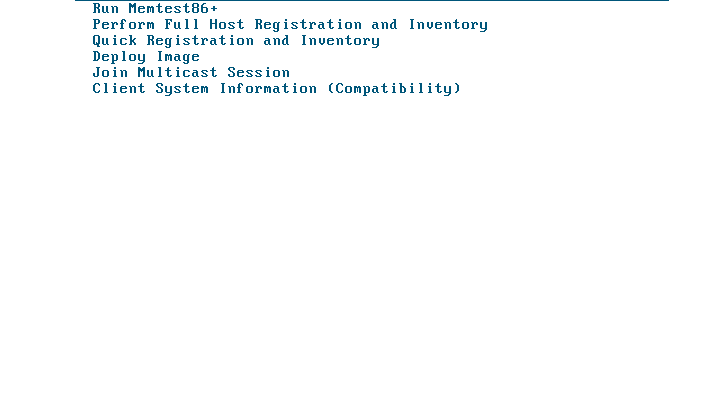 Run Memtest86+
Perform Full Host Registration and Inventory
Quick Registration and Inventory
Deploy Image
Join Multicast Session
Client System Information (Compatibility)